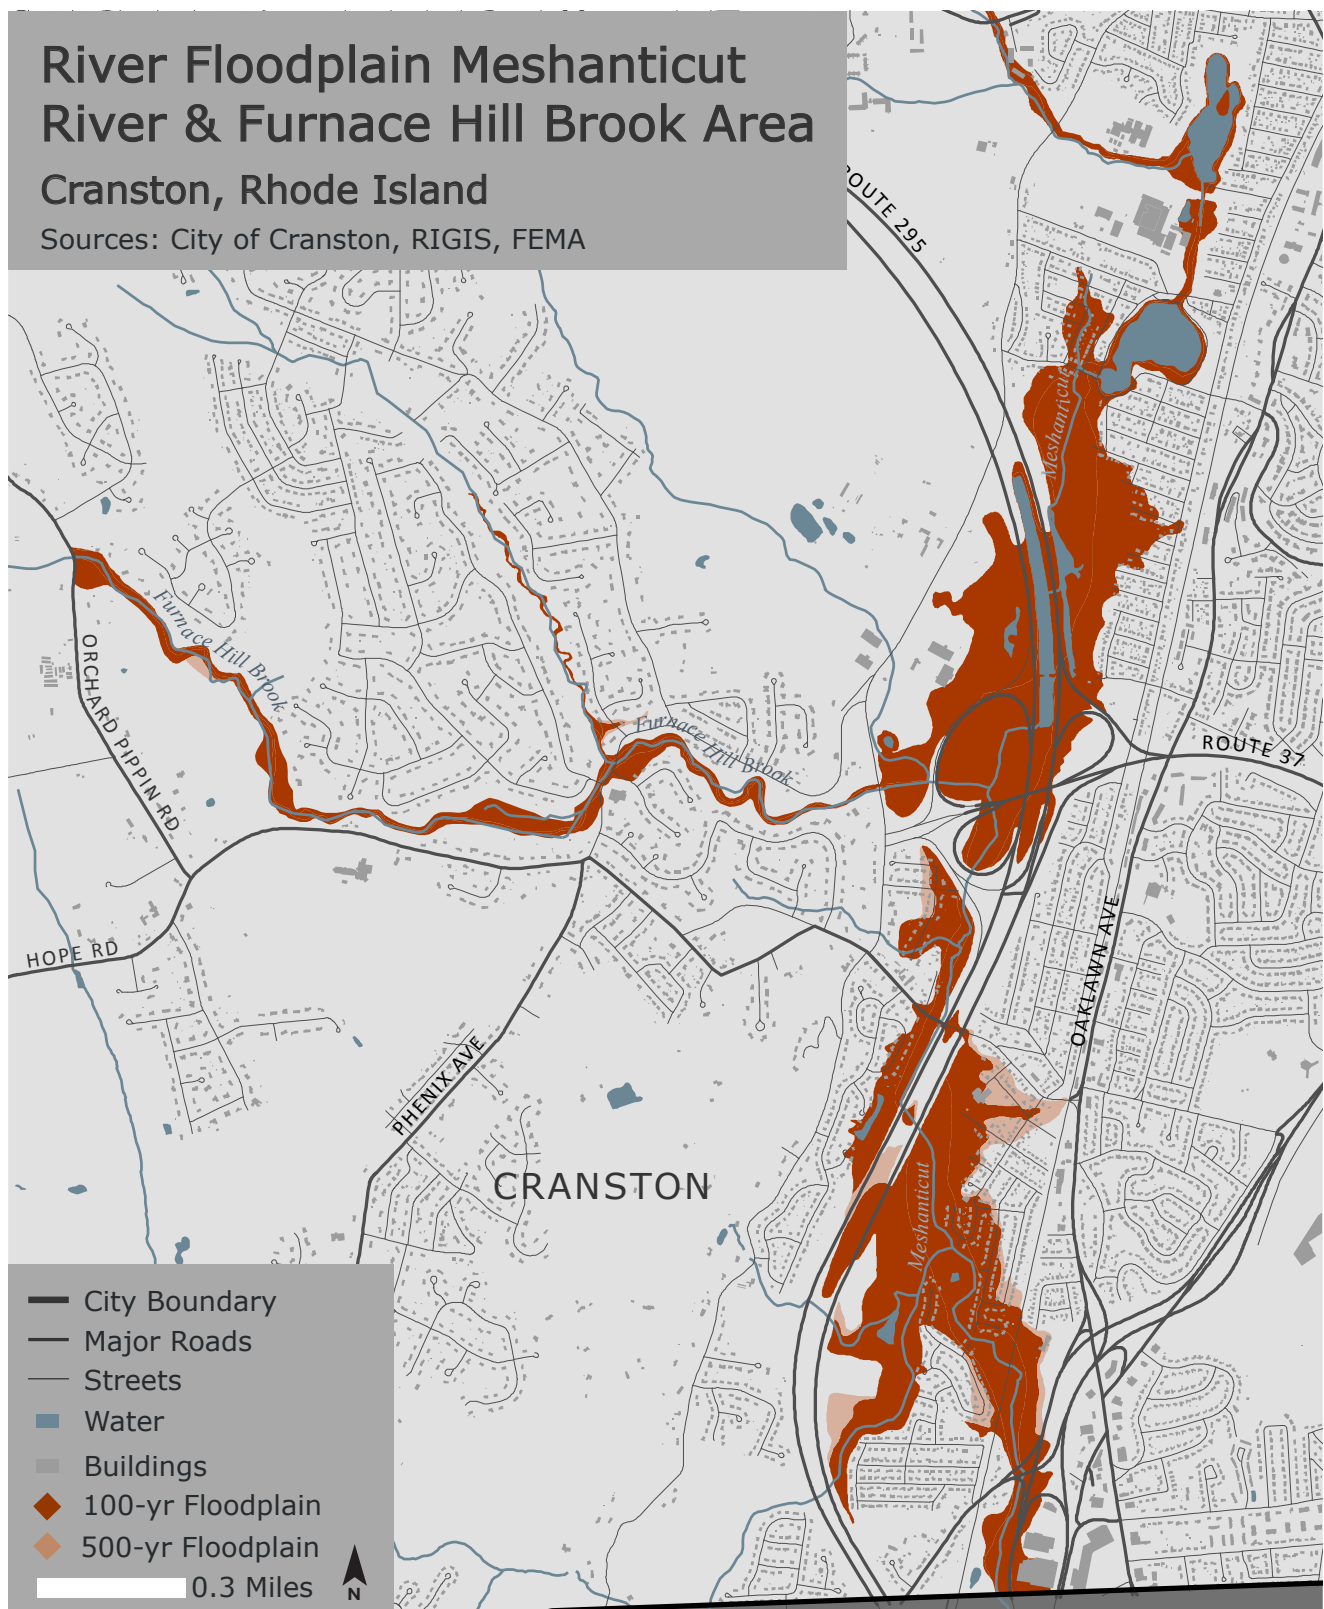 River Floodplain Meshanticut
River & Furnace Hill Brook Area
Cranston, Rhode Island
Sources: City of Cranston, RIGIS, FEMA
ROUTE 295
Meshanticut
Furnace Hill Brook
ORCHARD PIPPIN RD
Furnace Hill Brook
ROUTE 37
HOPE RD
OAKLAWN AVE
PHENIX AVE
CRANSTON
Meshanticut
City Boundary
Major Roads
Streets
Water
Buildings
100-yr Floodplain
500-yr Floodplain
0.3 Miles
N